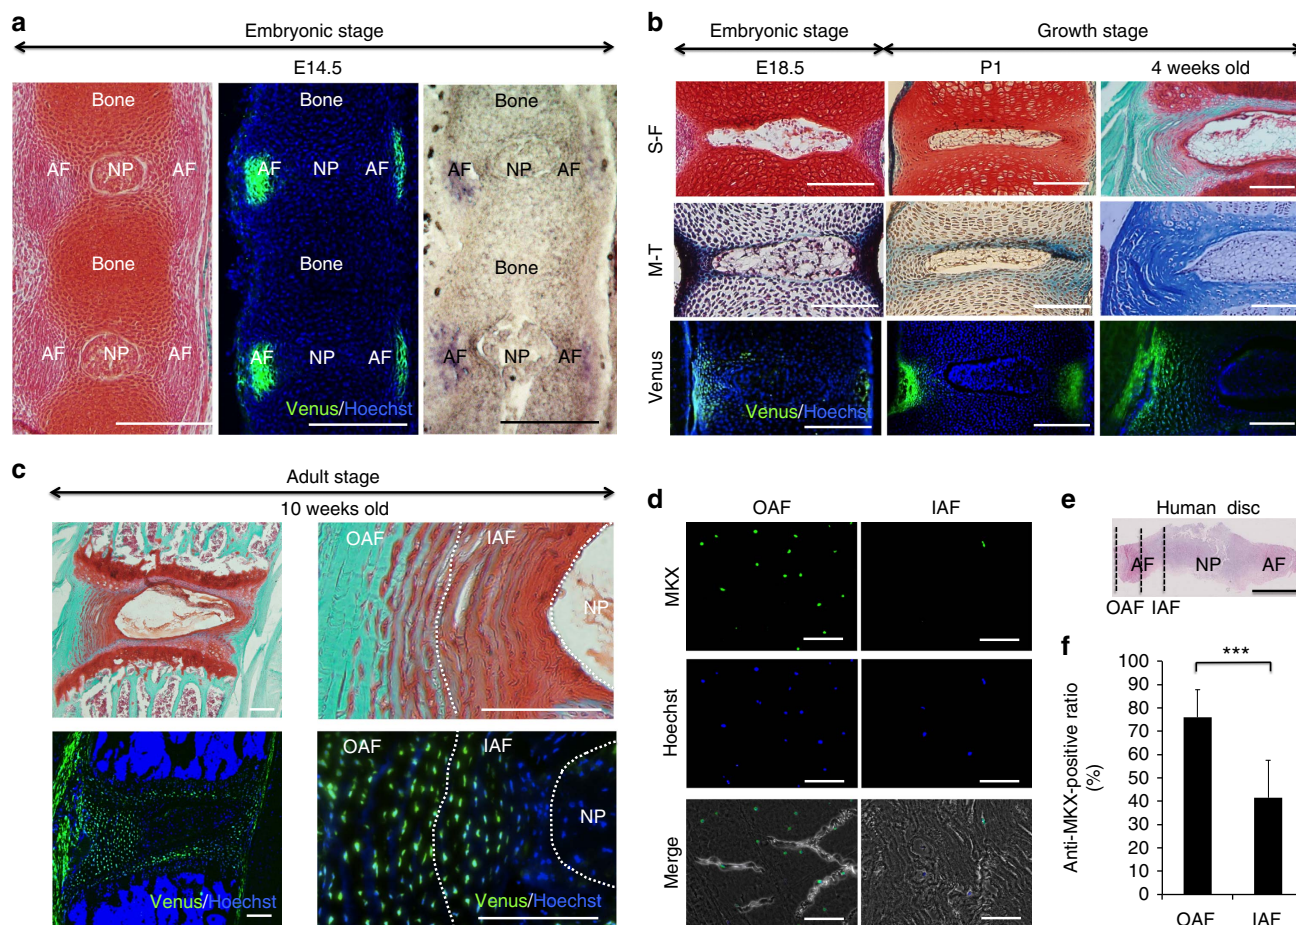 a
Embryonic stage
E14.5
Bone
AF NP AF
Bone
AF NP AF
Bone
AF NP AF
Bone
AF NP AF
Venus/Hoechst
Bone
AF NP AF
Bone
AF NP AF
b
Embryonic stage Growth stage
E18.5 P1 4 weeks old
S-F
M-T
Venus
Venus/Hoechst
c
Adult stage
10 weeks old
OAF IAF
NP
Venus/Hoechst
OAF IAF
NP
Venus/Hoechst
d
OAF IAF
MKX
Hoechst
Merge
e
Human disc
AF NP AF
OAF IAF
f
***
Anti-MKX-positive ratio
(%)
100
90
80
70
60
50
40
30
20
10
0
OAF IAF